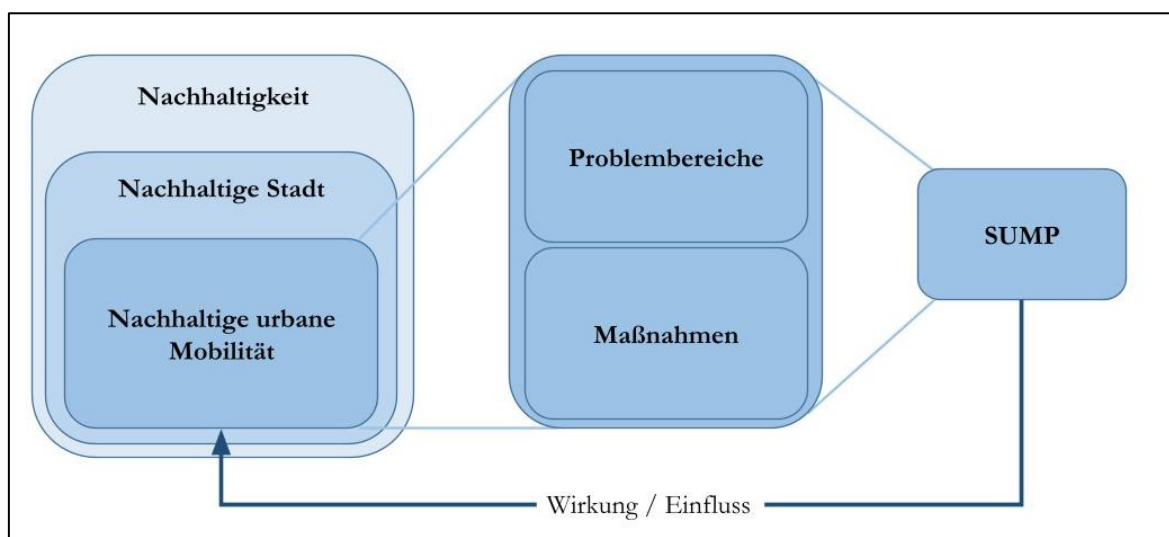 Nachhaltigkeit
Nachhaltige Stadt
Nachhaltige urbane
Mobilität
Problembereiche
Maßnahmen
SUMP
Wirkung / Einfluss